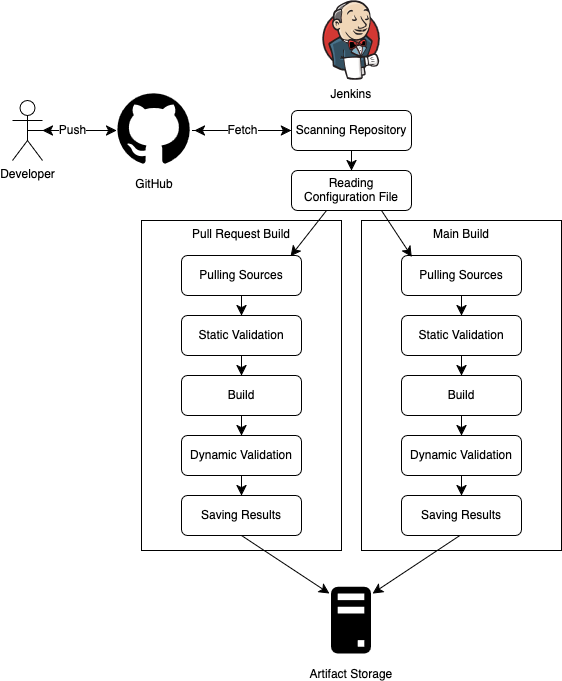 Jenkins
Push
Fetch
Scanning Repository
Developer
GitHub
Reading
Configuration File
Pull Request Build
Pulling Sources
Static Validation
Build
Dynamic Validation
Saving Results
Main Build
Pulling Sources
Static Validation
Build
Dynamic Validation
Saving Results
Artifact Storage